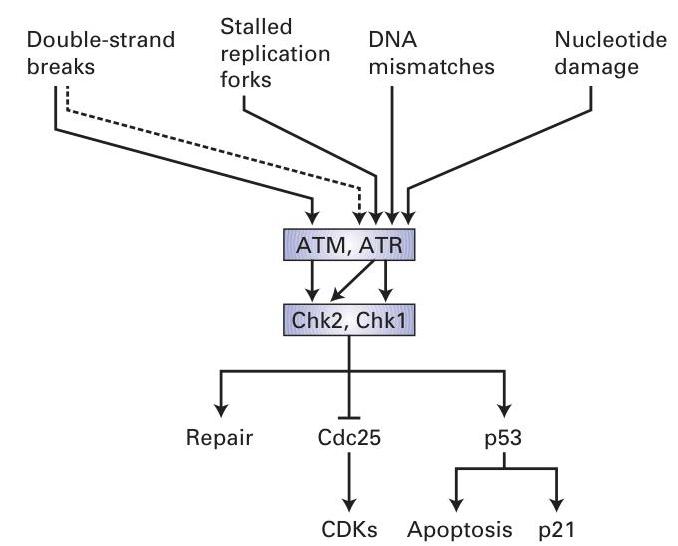 Double-strand
breaks
Stalled
replication
forks
DNA
mismatches
Nucleotide
damage
ATM, ATR
Chk2, Chk1
Repair
Cdc25
p53
CDKs
Apoptosis
p21